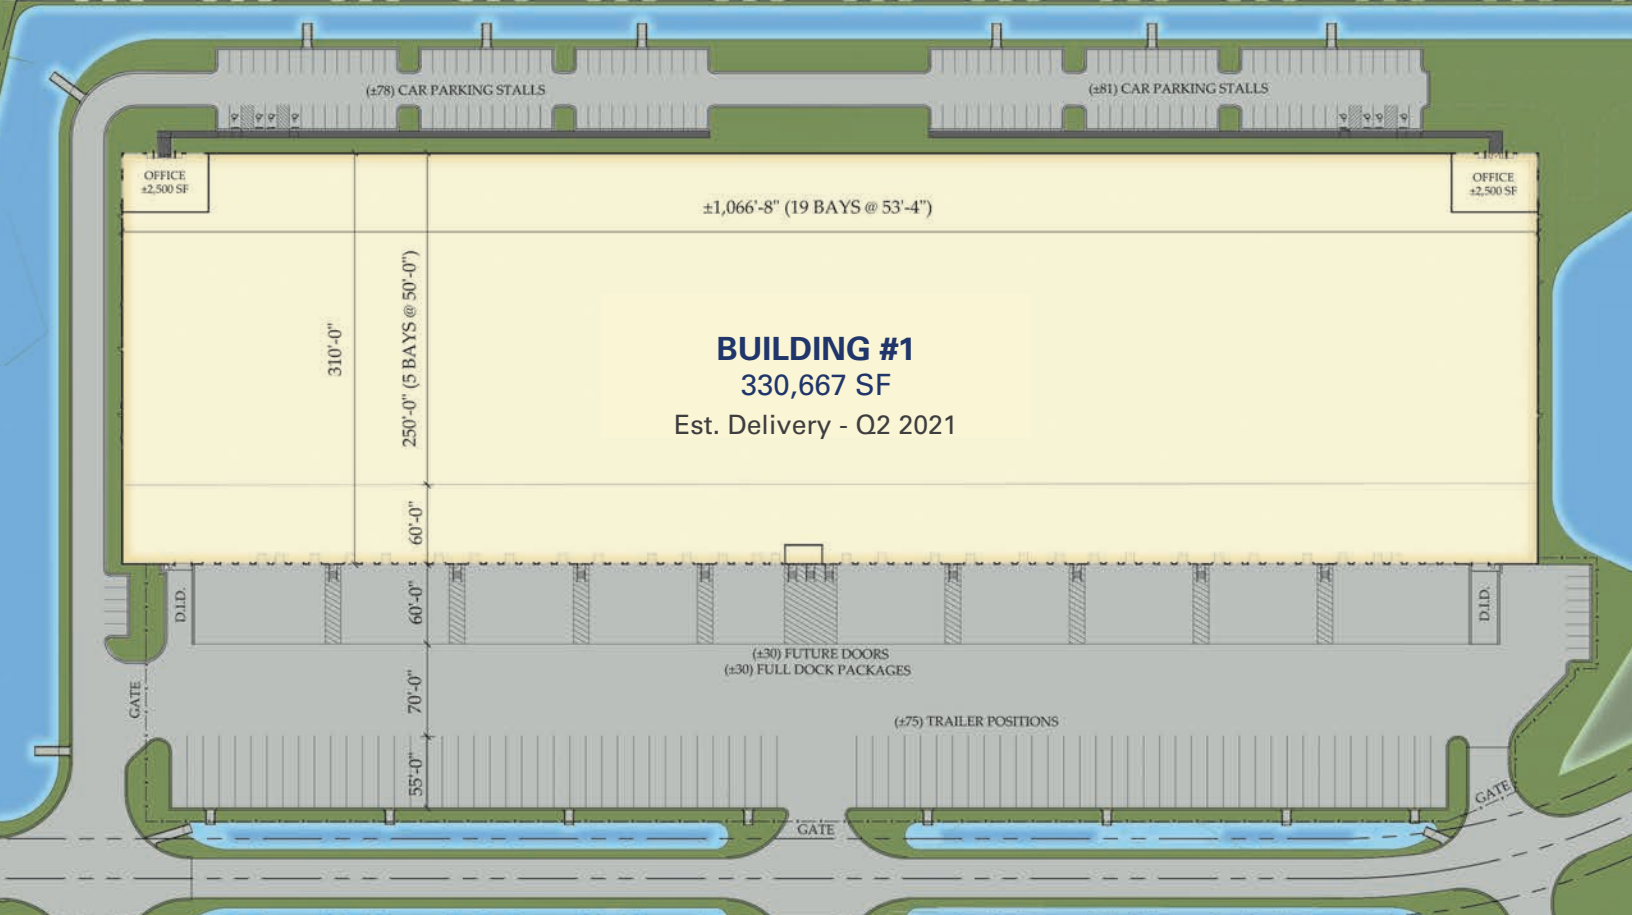 (±78) CAR PARKING STALLS
(±81) CAR PARKING STALLS
OFFICE
±2,500 SF
OFFICE
±2,500 SF
±1,066'-8" (19 BAYS @ 53'-4")
310'-0"
250'-0" (5 BAYS @ 50'-0")
BUILDING #1
330,667 SF
Est. Delivery - Q2 2021
60'-0"
D.I.D.
60'-0"
D.I.D.
(±30) FUTURE DOORS
(±30) FULL DOCK PACKAGES
GATE
70'-0"
(±75) TRAILER POSITIONS
55'-0"
GATE
GATE